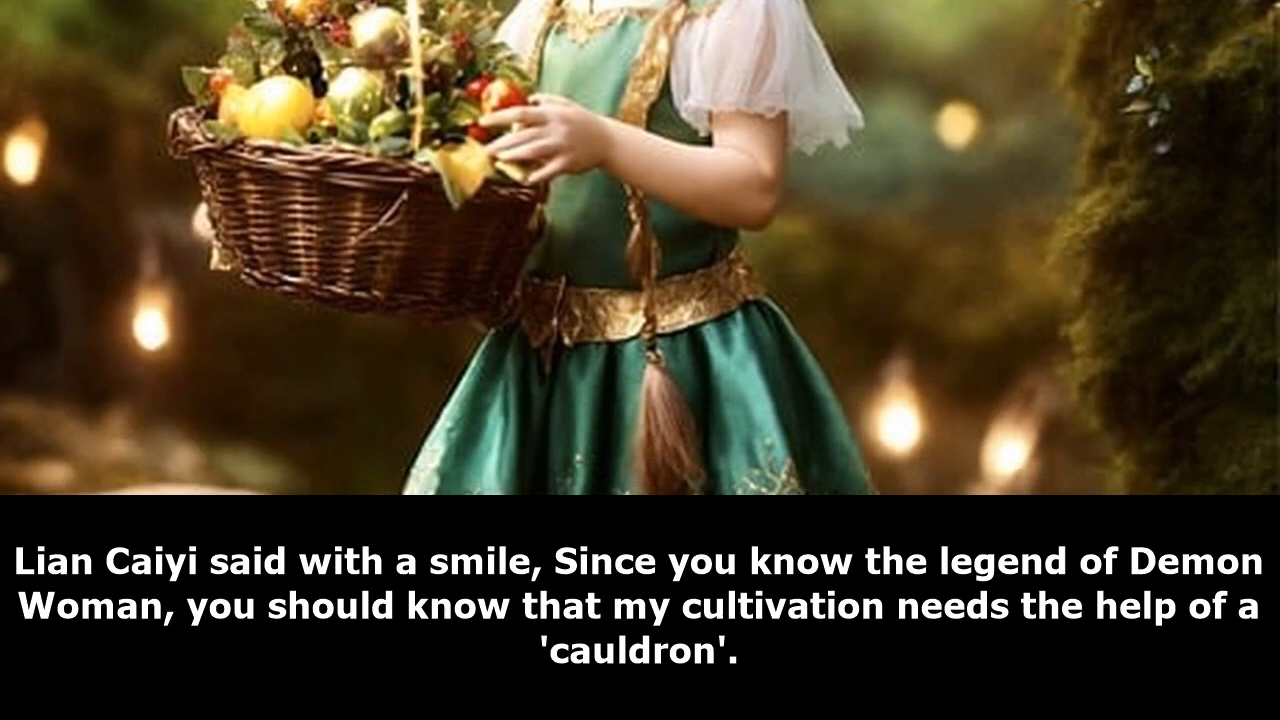 Lian Caiyi said with a smile, Since you know the legend of Demon
Woman, you should know that my cultivation needs the help of a
'cauldron'.